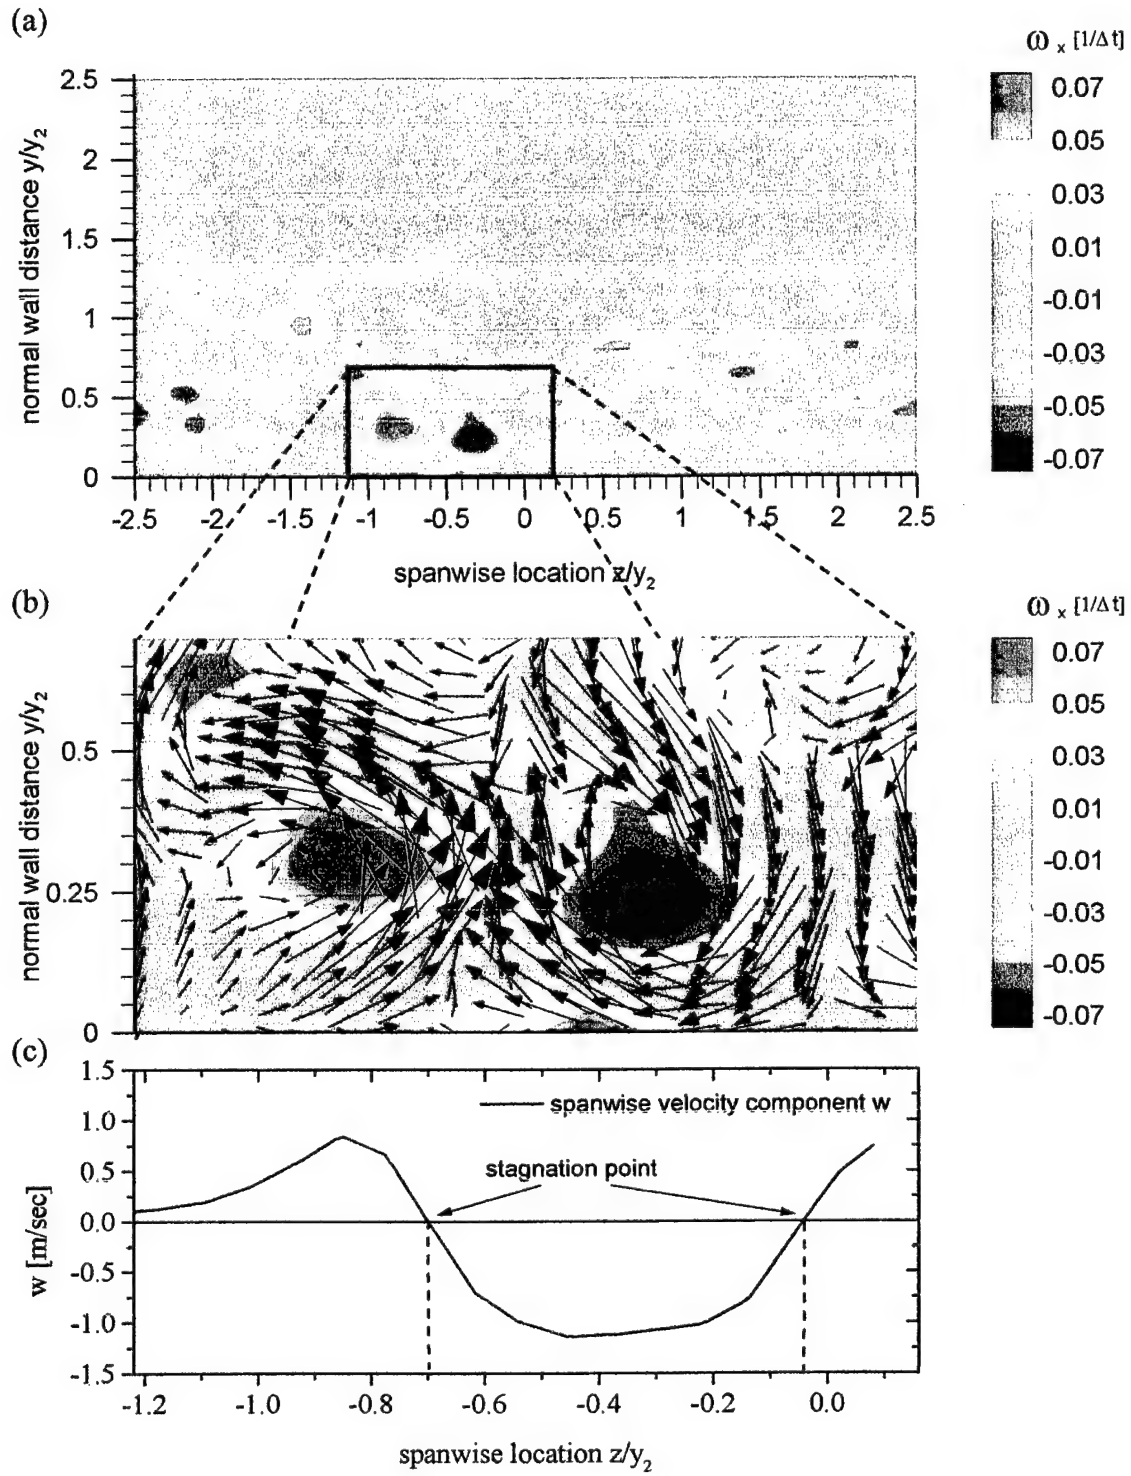 (a)
ω x [1/Δt]
2.5
2
1.5
1
0.5
0
normal wall distance y/y2
0.07
0.05
0.03
0.01
-0.01
-0.03
-0.05
-0.07
-2.5 -2 -1.5 -1 -0.5 0 0.5 1 1.5 2 2.5
spanwise location z/y2
(b)
ω x [1/Δt]
0.5
0.25
0
normal wall distance y/y2
0.07
0.05
0.03
0.01
-0.01
-0.03
-0.05
-0.07
(c)
1.5
1.0
0.5
0.0
-0.5
-1.0
-1.5
w [m/sec]
spanwise velocity component w
stagnation point
-1.2 -1.0 -0.8 -0.6 -0.4 -0.2 0.0
spanwise location z/y2